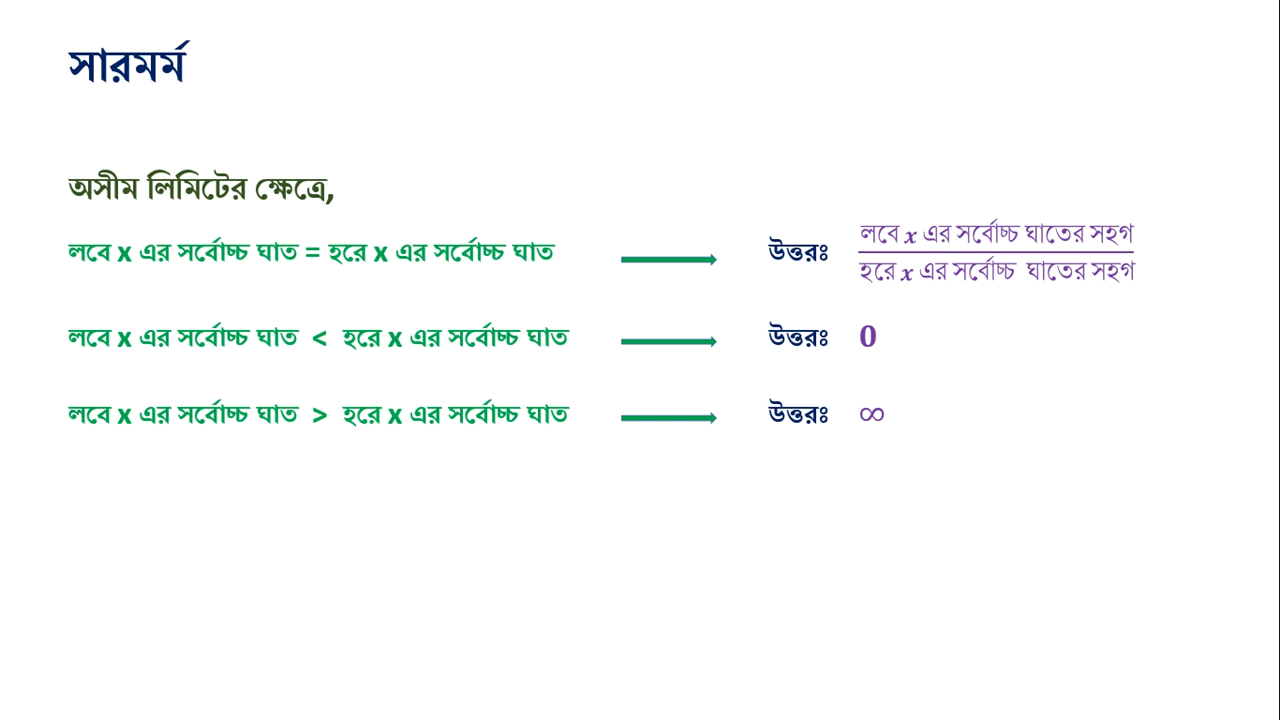 সারমর্ম
অসীম লিমিটের ক্ষেত্রে,
লবে x এর সর্বোচ্চ ঘাত = হরে x এর সর্বোচ্চ ঘাত উত্তরঃ লবে x এর সর্বোচ্চ ঘাতের সহগ
হরে x এর সর্বোচ্চ ঘাতের সহগ
লবে x এর সর্বোচ্চ ঘাত < হরে x এর সর্বোচ্চ ঘাত উত্তরঃ 0
লবে x এর সর্বোচ্চ ঘাত > হরে x এর সর্বোচ্চ ঘাত উত্তরঃ ∞